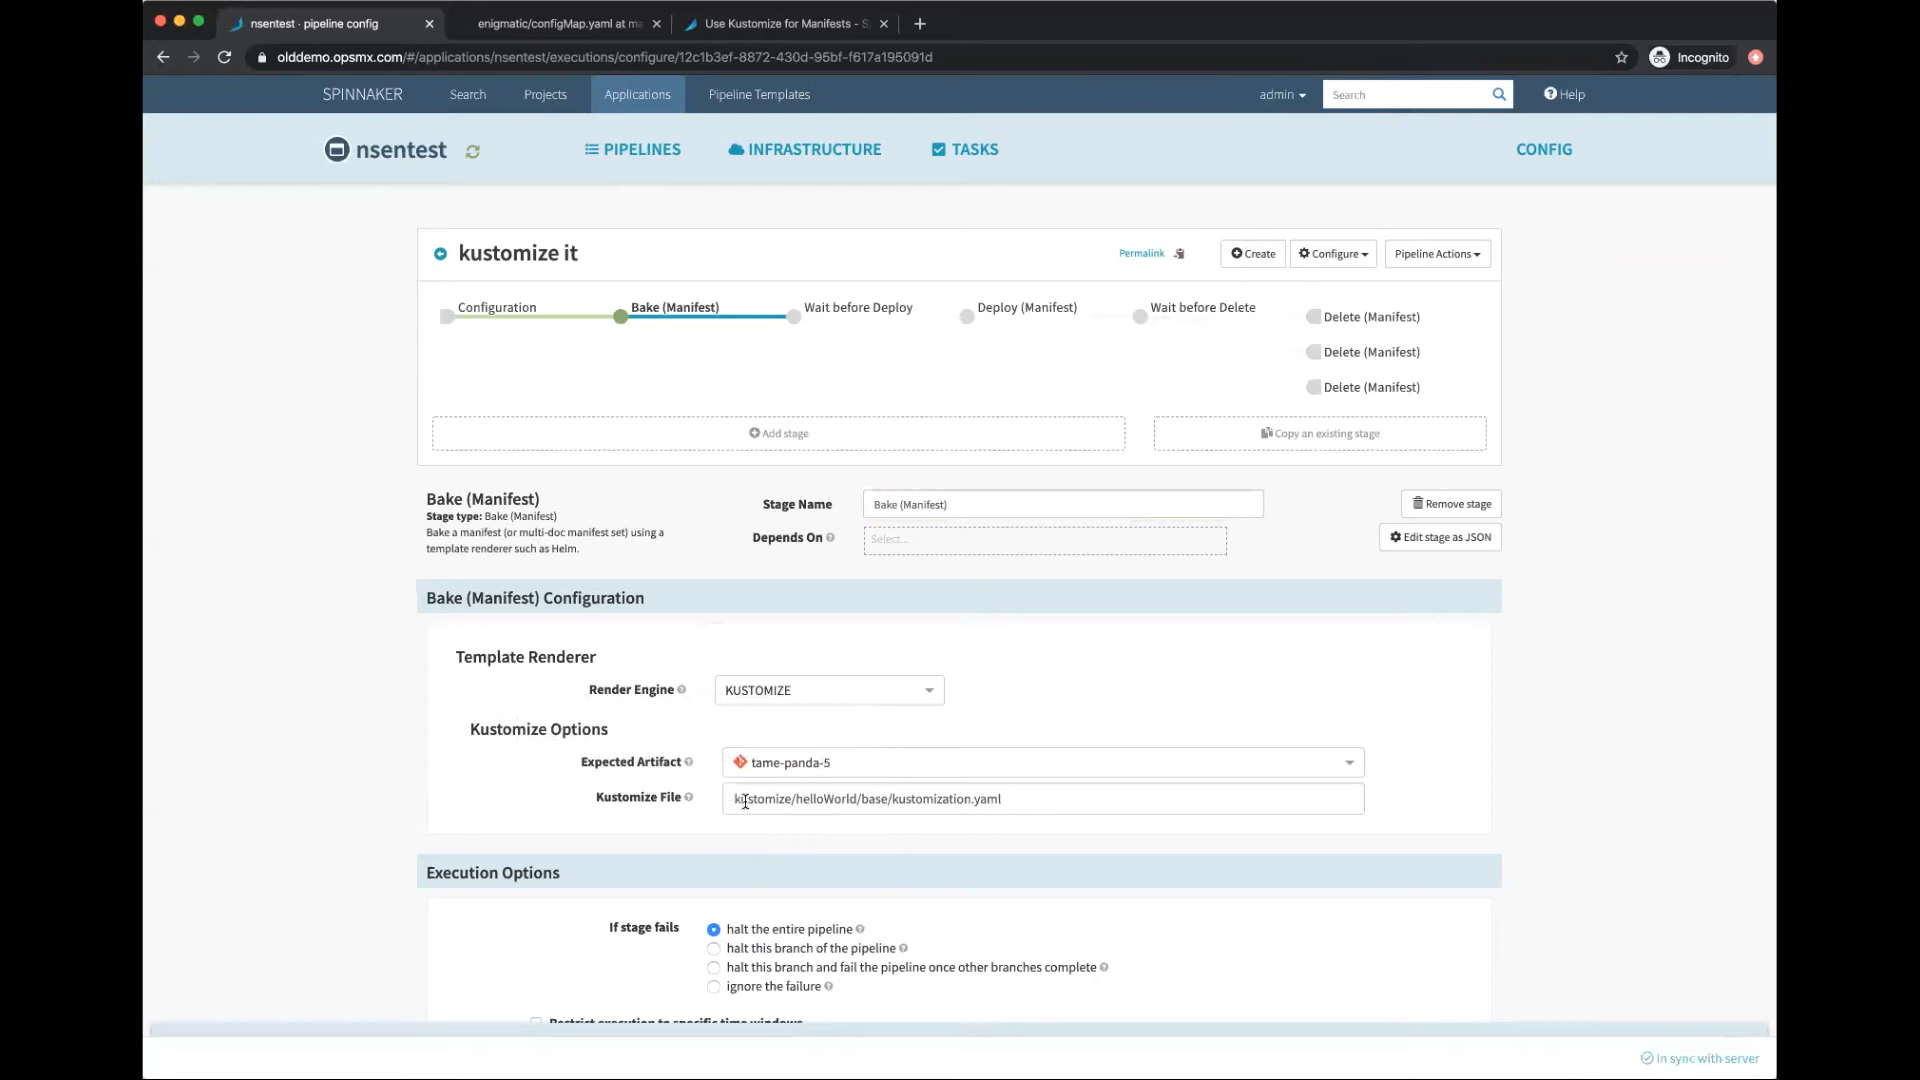 nsentest · pipeline config
enigmatic/configMap.yaml at ma
Use Kustomize for Manifests - S
olddemo.opsmx.com/#/applications/nsentest/executions/configure/12c1b3ef-8872-430d-95bf-f617a195091d
Incognito
SPINNAKER
Search
Projects
Applications
Pipeline Templates
admin
Search
Help
nsentest
PIPELINES
INFRASTRUCTURE
TASKS
CONFIG
kustomize it
Permalink
Create
Configure
Pipeline Actions
Configuration
Bake (Manifest)
Wait before Deploy
Deploy (Manifest)
Wait before Delete
Delete (Manifest)
Delete (Manifest)
Delete (Manifest)
Add stage
Copy an existing stage
Bake (Manifest)
Stage type: Bake (Manifest)
Bake a manifest (or multi-doc manifest set) using a
template renderer such as Helm.
Stage Name
Bake (Manifest)
Depends On
Select...
Remove stage
Edit stage as JSON
Bake (Manifest) Configuration
Template Renderer
Render Engine
KUSTOMIZE
Kustomize Options
Expected Artifact
tame-panda-5
Kustomize File
kustomize/helloWorld/base/kustomization.yaml
Execution Options
If stage fails
halt the entire pipeline
halt this branch of the pipeline
halt this branch and fail the pipeline once other branches complete
ignore the failure
Restrict execution to specific time windows
In sync with server